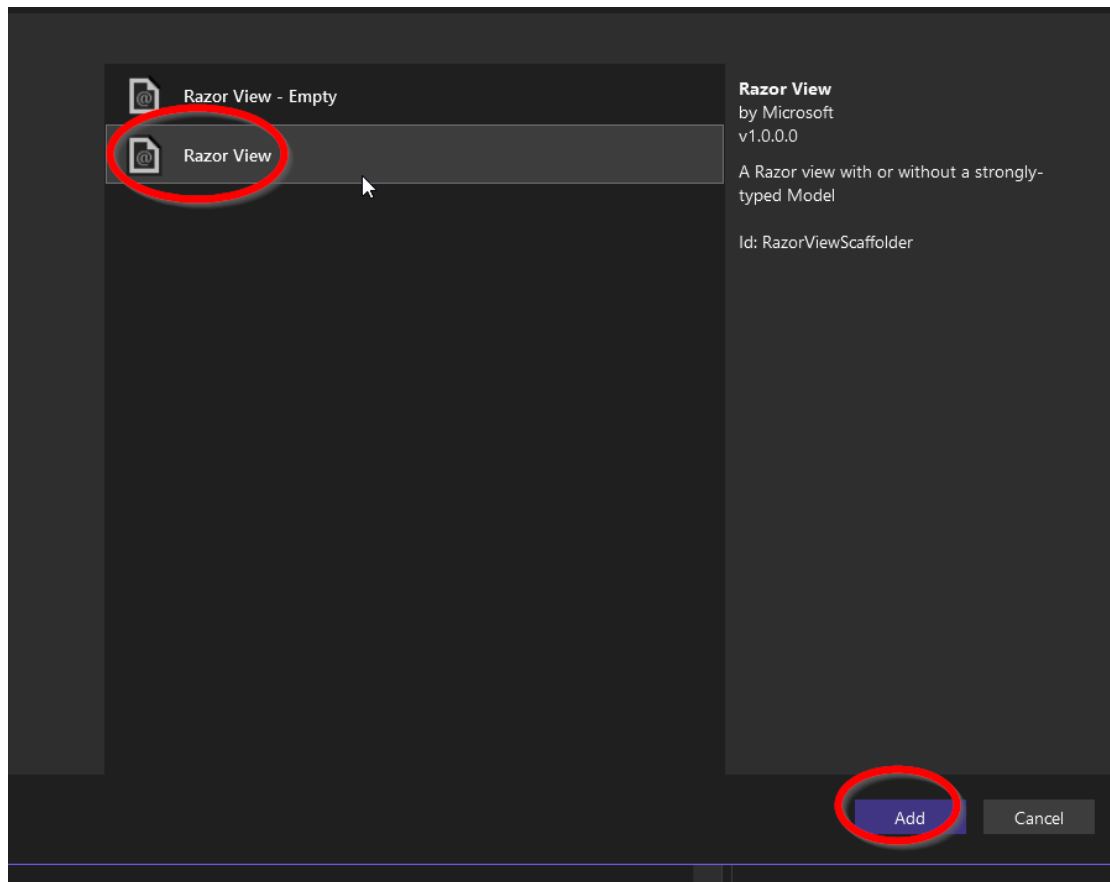 Razor View - Empty
Razor View
Razor View
by Microsoft
v1.0.0.0
A Razor view with or without a strongly-
typed Model
Id: RazorViewScaffolder
Add
Cancel